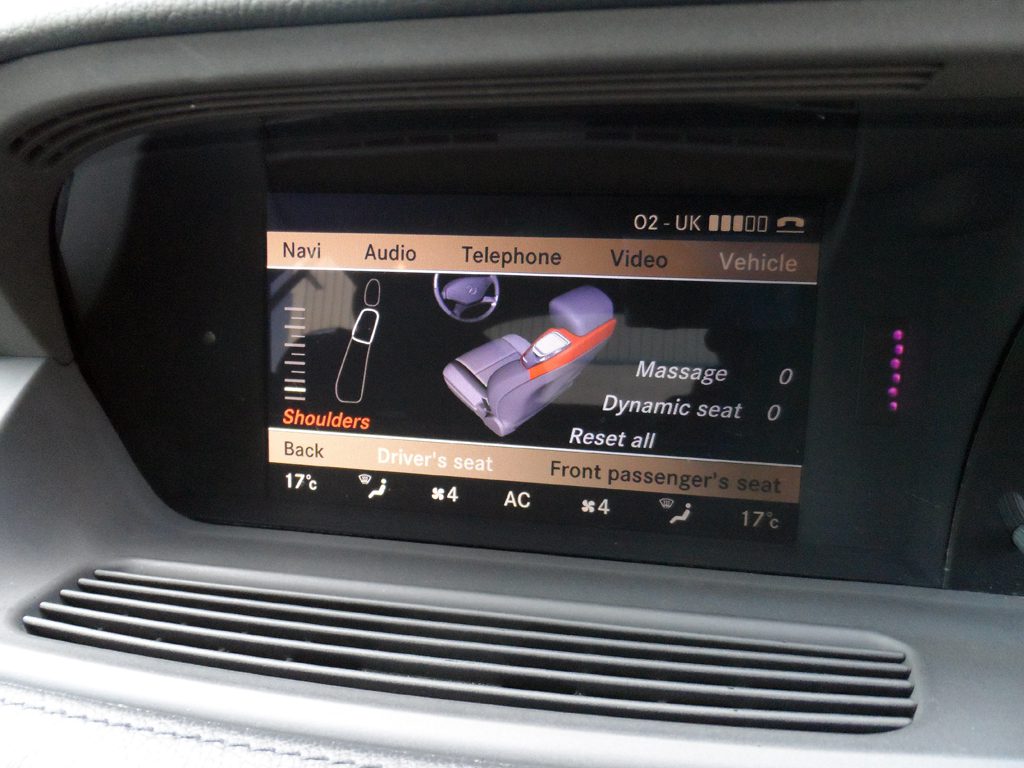 O2 - UK
Navi Audio Telephone Video Vehicle
Massage 0
Dynamic seat 0
Shoulders
Reset all
Back Driver's seat Front passenger's seat
17°c 4 AC 4 17°c